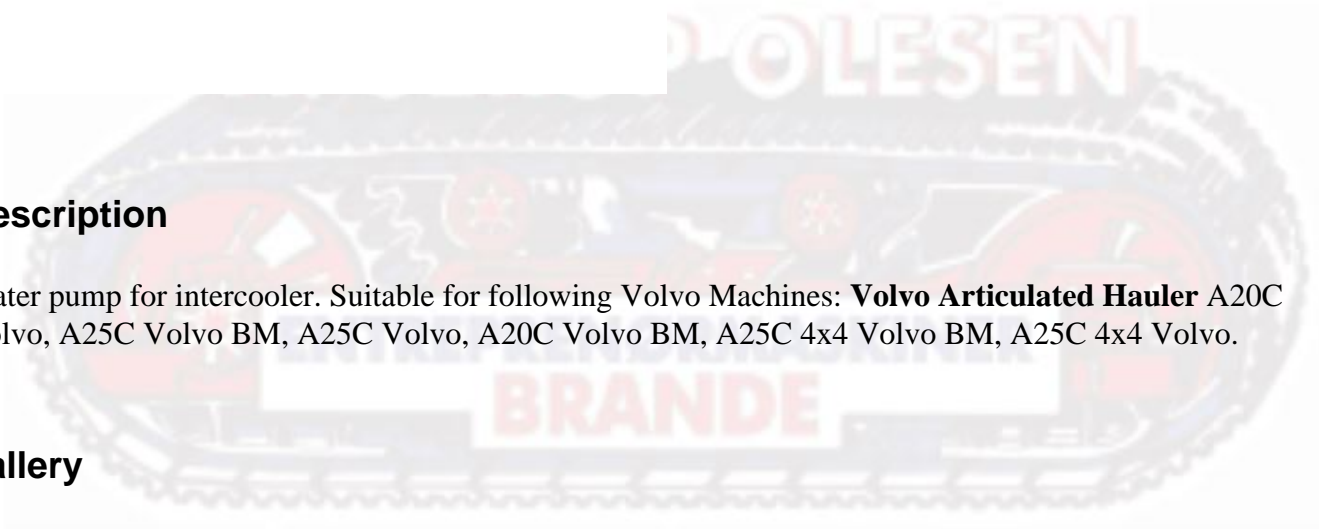 P OLESEN
escription
ater pump for intercooler. Suitable for following Volvo Machines: Volvo Articulated Hauler A20C
olvo, A25C Volvo BM, A25C Volvo, A20C Volvo BM, A25C 4x4 Volvo BM, A25C 4x4 Volvo.
BRANDE
allery